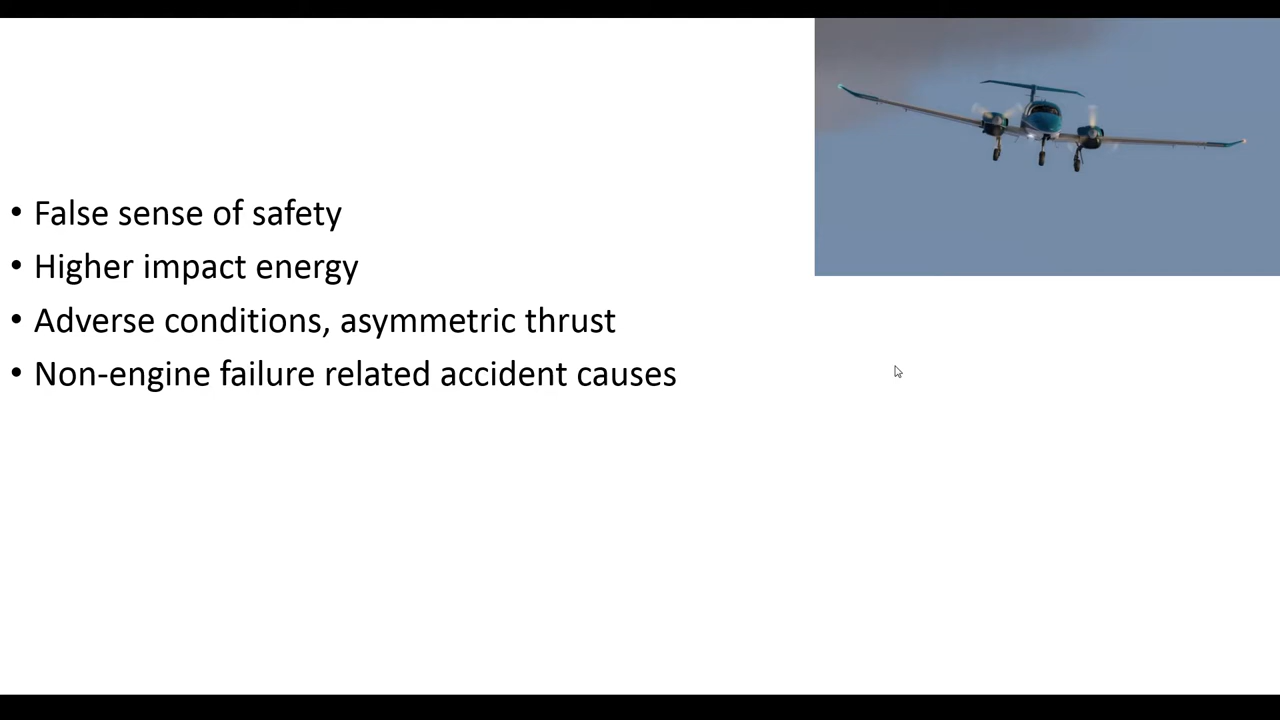 • False sense of safety
• Higher impact energy
• Adverse conditions, asymmetric thrust
• Non-engine failure related accident causes